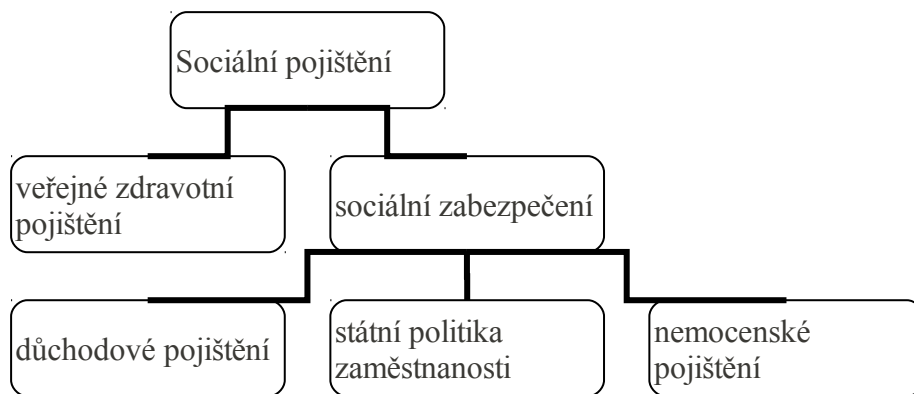 Sociální pojištění
veřejné zdravotní
pojištění
sociální zabezpečení
důchodové pojištění
státní politika
zaměstnanosti
nemocenské
pojištění